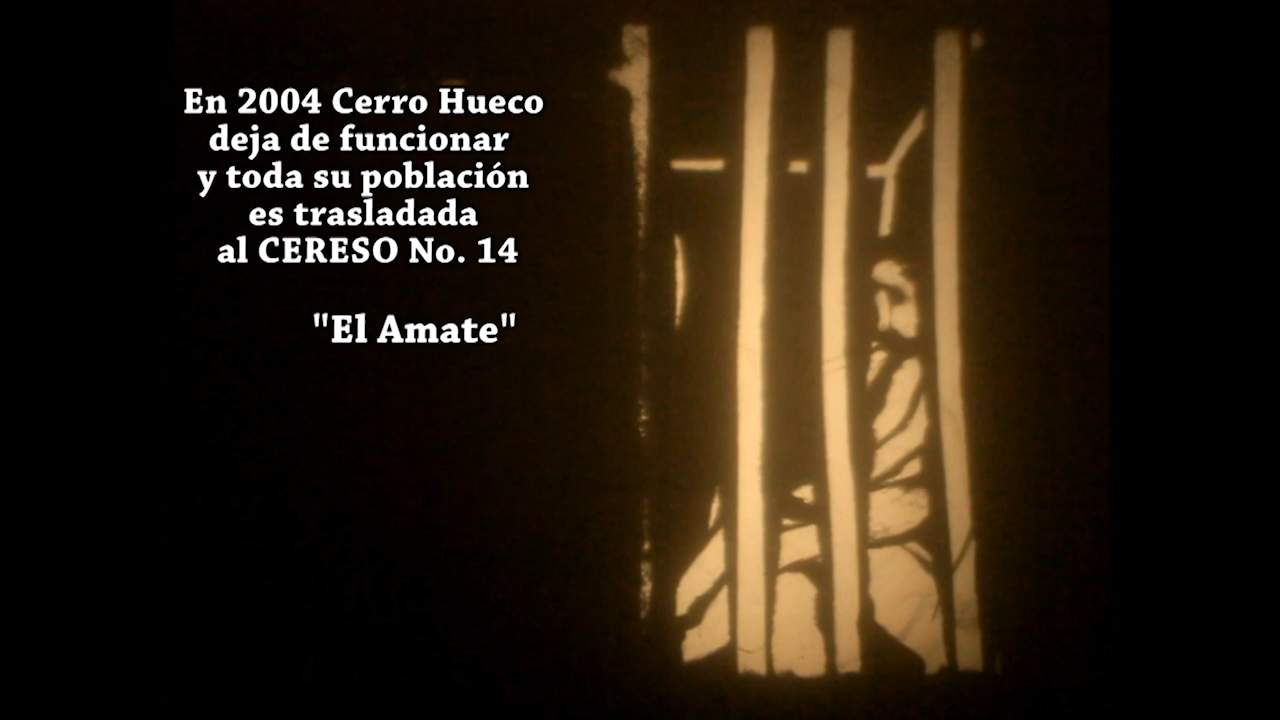 En 2004 Cerro Hueco
deja de funcionar
y toda su población
es trasladada
al CERESO No. 14
"El Amate"